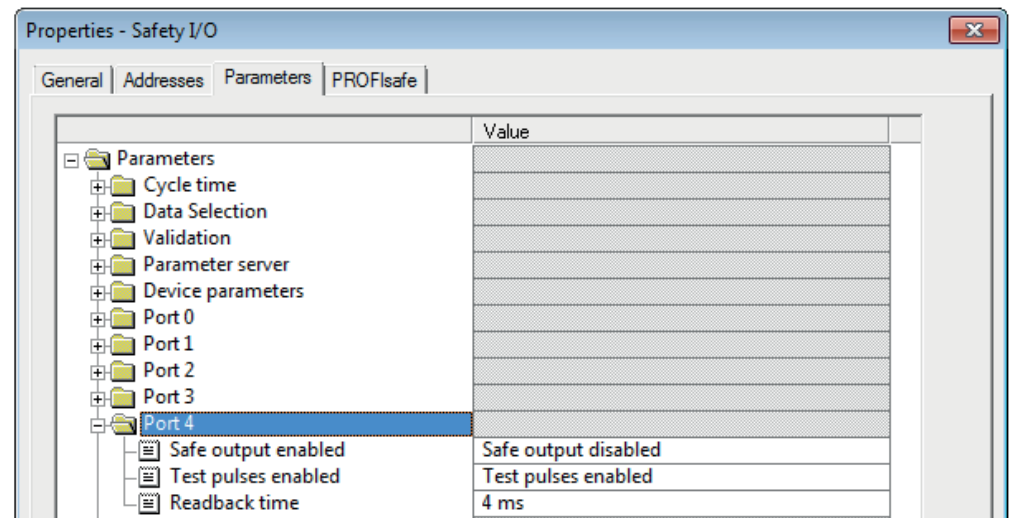 Properties - Safety I/O
General Addresses Parameters PROFIsafe
Value
Parameters
Cycle time
Data Selection
Validation
Parameter server
Device parameters
Port 0
Port 1
Port 2
Port 3
Port 4
Safe output enabled Safe output disabled
Test pulses enabled Test pulses enabled
Readback time 4 ms